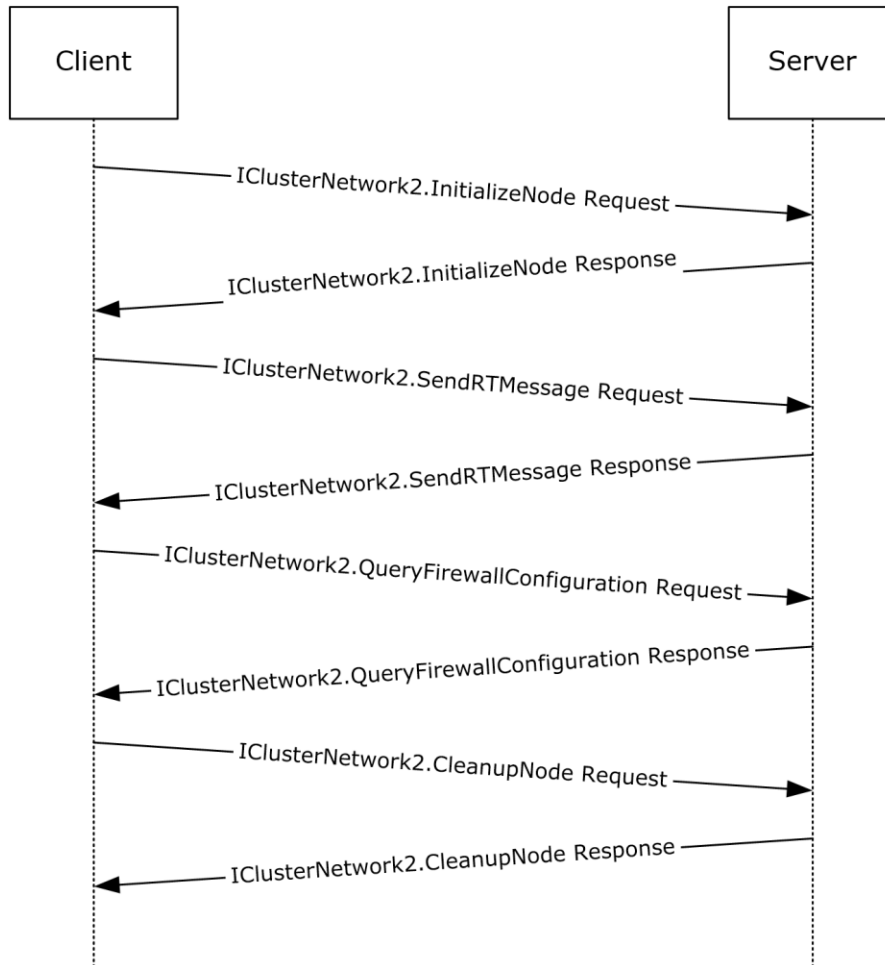 Client
Server
IClusterNetwork2.InitializeNode Request
IClusterNetwork2.InitializeNode Response
IClusterNetwork2.SendRTMessage Request
IClusterNetwork2.SendRTMessage Response
IClusterNetwork2.QueryFirewallConfiguration Request
IClusterNetwork2.QueryFirewallConfiguration Response
IClusterNetwork2.CleanupNode Request
IClusterNetwork2.CleanupNode Response